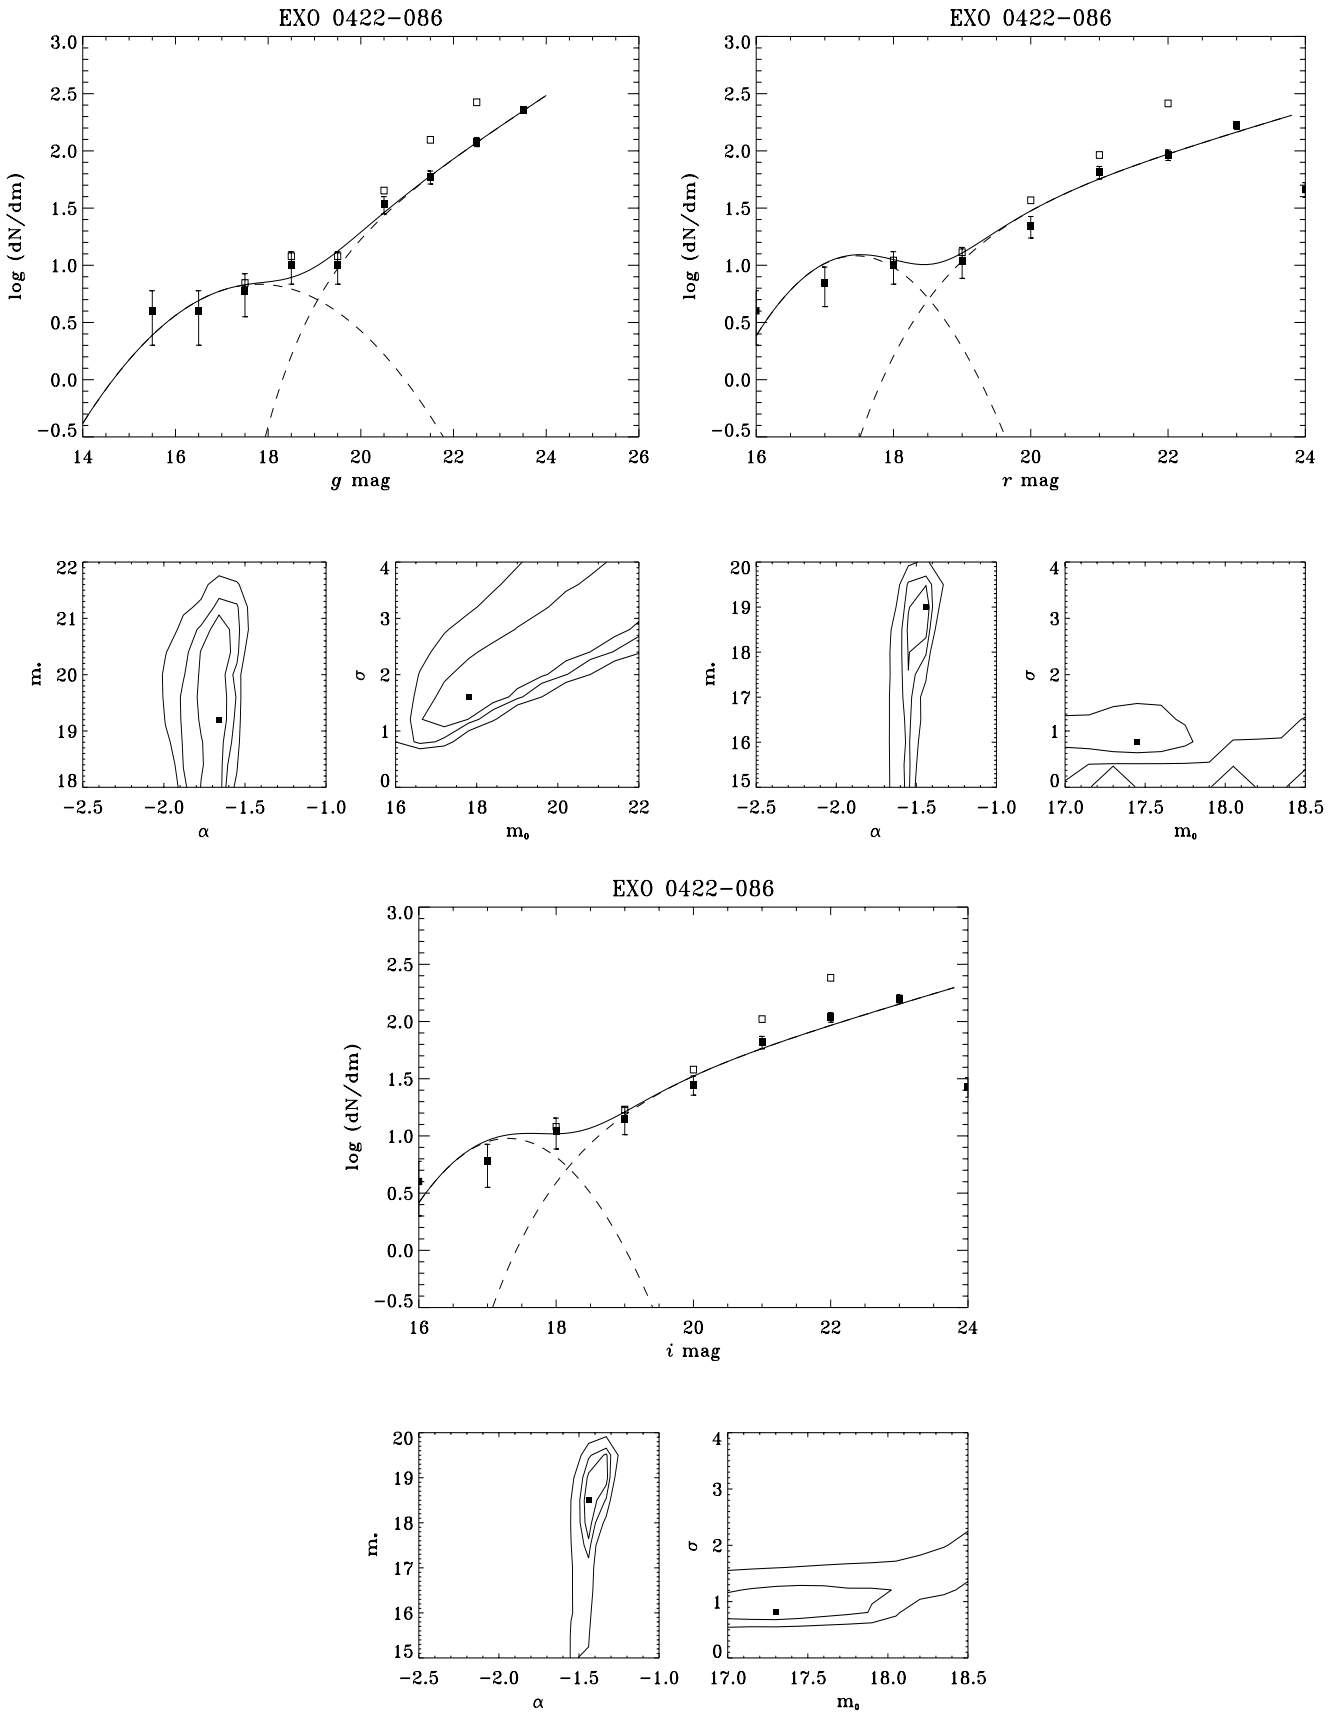 EXO 0422-086
EXO 0422-086
3.0
2.5
2.0
1.5
1.0
0.5
0.0
-0.5
log (dN/dm)
14 16 18 20 22 24 26
g mag
3.0
2.5
2.0
1.5
1.0
0.5
0.0
-0.5
log (dN/dm)
16 18 20 22 24
r mag
22
21
20
19
18
m*
-2.5 -2.0 -1.5 -1.0
α
4
3
2
1
0
σ
16 18 20 22
m₀
20
19
18
17
16
15
m*
-2.5 -2.0 -1.5 -1.0
α
4
3
2
1
0
σ
17.0 17.5 18.0 18.5
m₀
EXO 0422-086
3.0
2.5
2.0
1.5
1.0
0.5
0.0
-0.5
log (dN/dm)
16 18 20 22 24
i mag
20
19
18
17
16
15
m*
-2.5 -2.0 -1.5 -1.0
α
4
3
2
1
0
σ
17.0 17.5 18.0 18.5
m₀